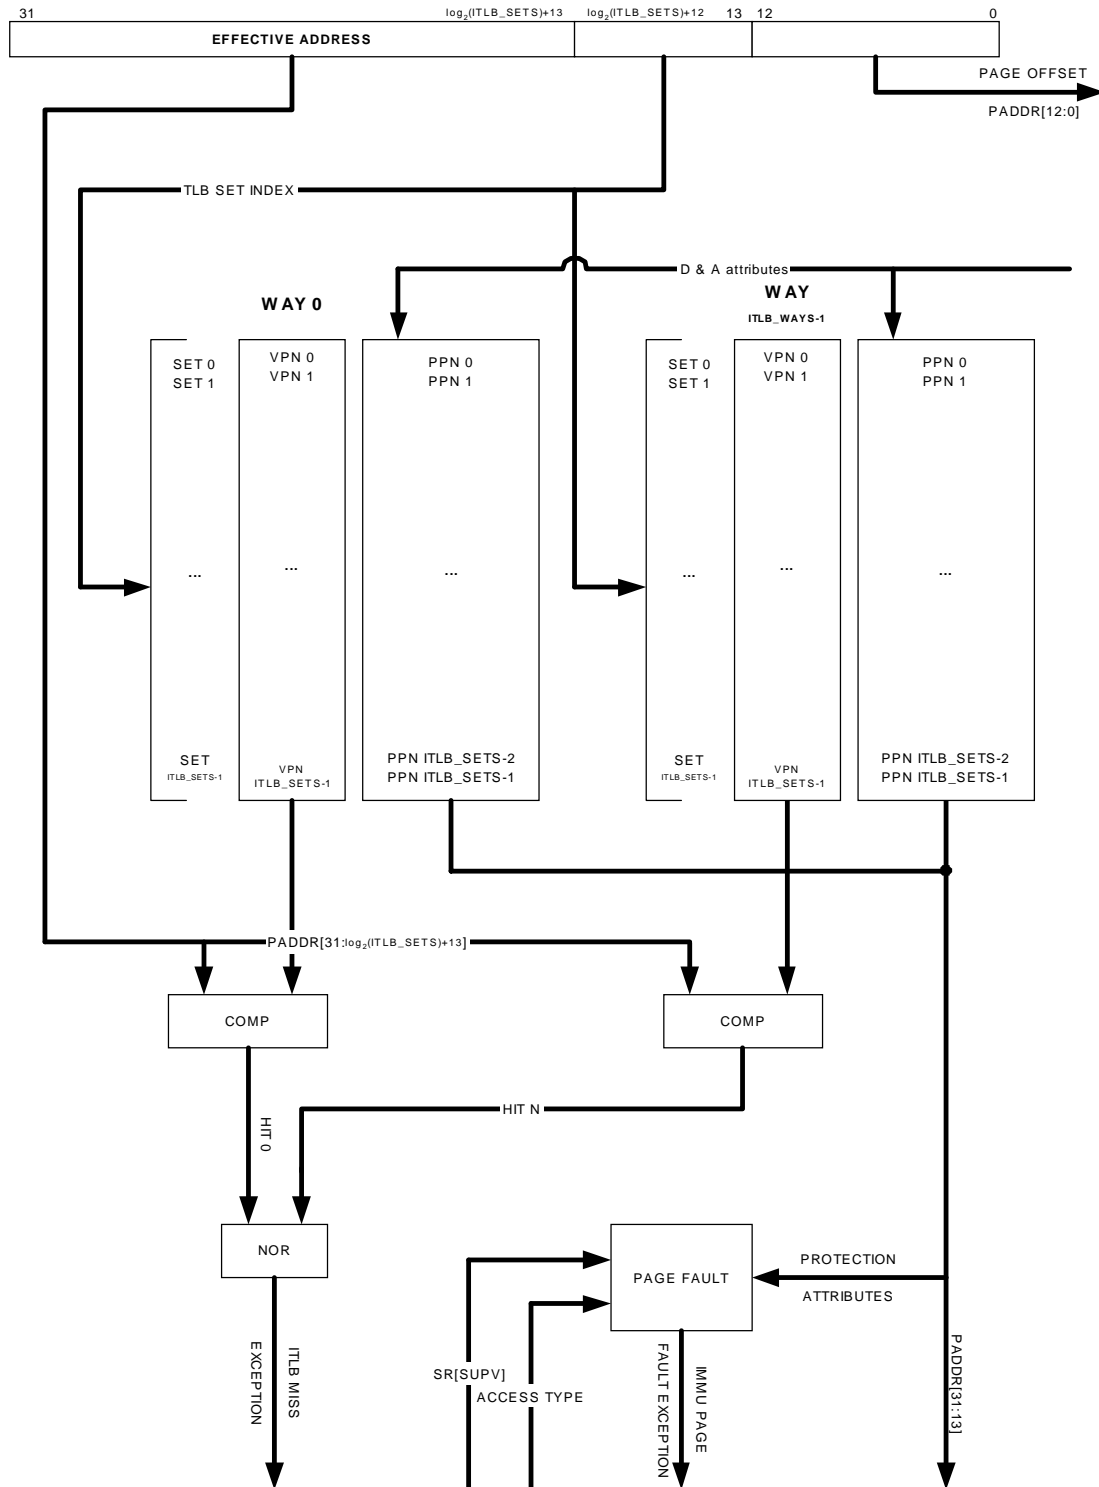 31 log2(ITLB_SETS)+13 log2(ITLB_SETS)+12 13 12 0
EFFECTIVE ADDRESS
PAGE OFFSET
PADDR[12:0]
TLB SET INDEX
D & A attributes
WAY 0
WAY
ITLB_WAYS-1
SET 0
SET 1
VPN 0
VPN 1
PPN 0
PPN 1
SET 0
SET 1
VPN 0
VPN 1
PPN 0
PPN 1
...
...
...
...
...
...
SET
ITLB_SETS-1
VPN
ITLB_SETS-1
PPN ITLB_SETS-2
PPN ITLB_SETS-1
SET
ITLB_SETS-1
VPN
ITLB_SETS-1
PPN ITLB_SETS-2
PPN ITLB_SETS-1
PADDR[31:log2(ITLB_SETS)+13]
COMP
COMP
HIT 0
HIT N
NOR
PAGE FAULT
PROTECTION
ATTRIBUTES
ITLB MISS
EXCEPTION
SR[SUPV]
ACCESS TYPE
IMMU PAGE
FAULT EXCEPTION
PADDR[31:13]